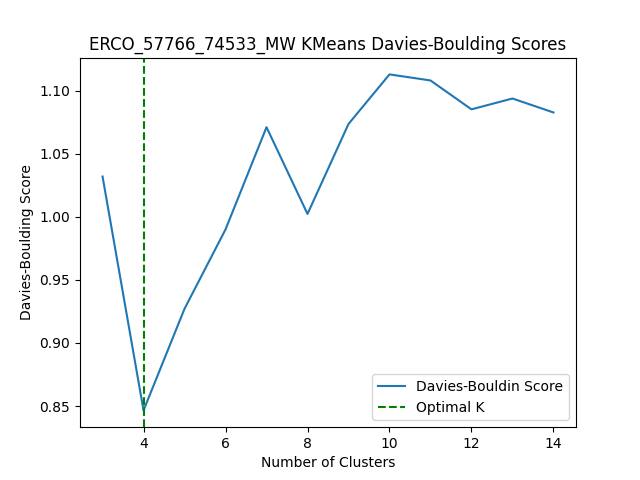 ERCO_57766_74533_MW KMeans Davies-Boulding Scores
Davies-Boulding Score
1.10
1.05
1.00
0.95
0.90
0.85
Davies-Bouldin Score
Optimal K
4
6
8
10
12
14
Number of Clusters